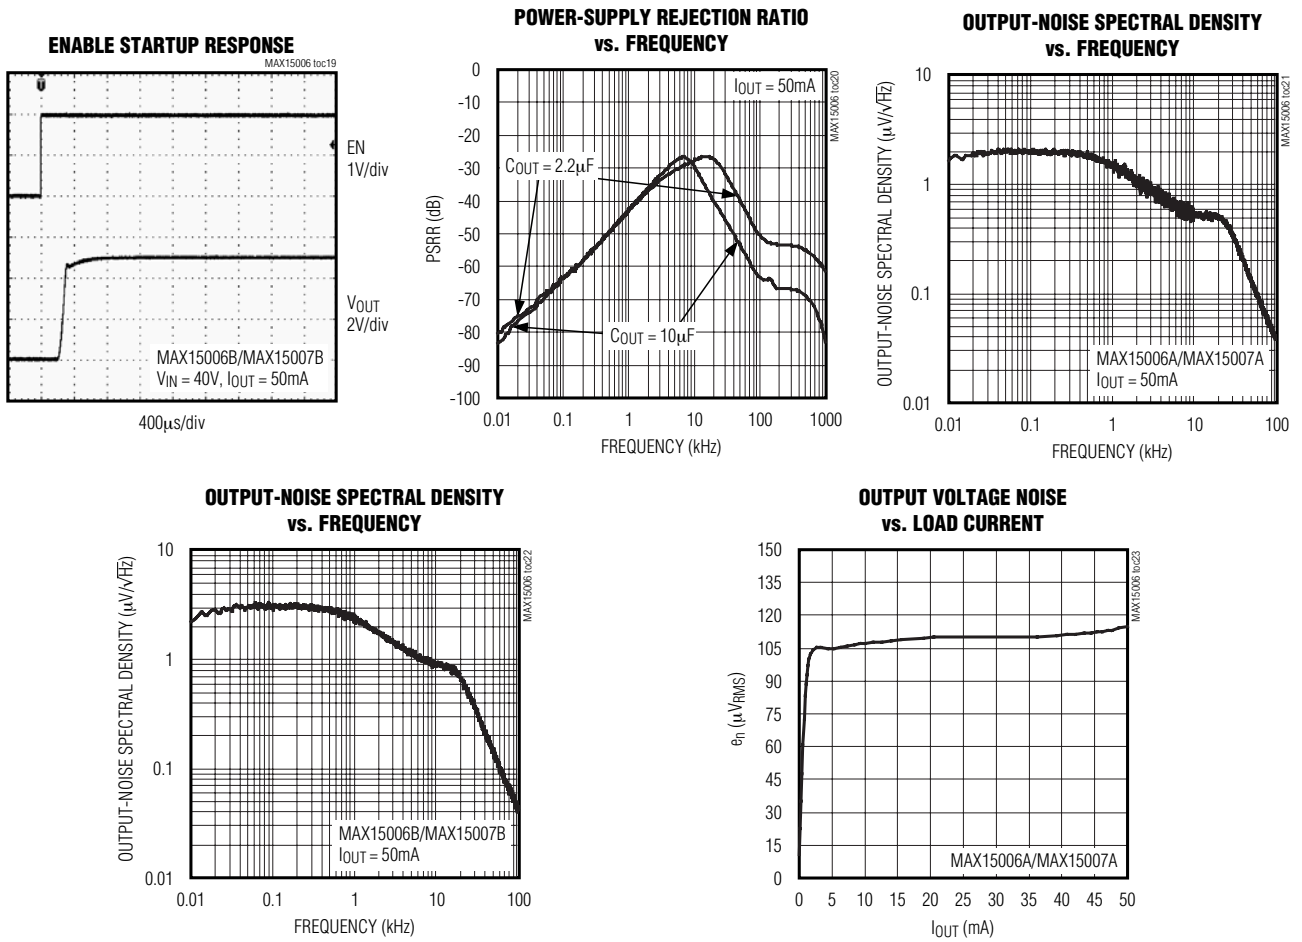 ENABLE STARTUP RESPONSE
MAX15006 toc19
EN
1V/div
VOUT
2V/div
MAX15006B/MAX15007B
VIN = 40V, IOUT = 50mA
400μs/div
POWER-SUPPLY REJECTION RATIO
vs. FREQUENCY
MAX15006 toc20
IOUT = 50mA
COUT = 2.2μF
COUT = 10μF
PSRR (dB)
0
-10
-20
-30
-40
-50
-60
-70
-80
-90
-100
0.01 0.1 1 10 100 1000
FREQUENCY (kHz)
OUTPUT-NOISE SPECTRAL DENSITY
vs. FREQUENCY
MAX15006 toc21
OUTPUT-NOISE SPECTRAL DENSITY (μV/√Hz)
10
1
0.1
0.01
MAX15006A/MAX15007A
IOUT = 50mA
0.01 0.1 1 10 100
FREQUENCY (kHz)
OUTPUT-NOISE SPECTRAL DENSITY
vs. FREQUENCY
MAX15006 toc22
OUTPUT-NOISE SPECTRAL DENSITY (μV/√Hz)
10
1
0.1
0.01
MAX15006B/MAX15007B
IOUT = 50mA
0.01 0.1 1 10 100
FREQUENCY (kHz)
OUTPUT VOLTAGE NOISE
vs. LOAD CURRENT
MAX15006 toc23
en (μVRMS)
150
135
120
105
90
75
60
45
30
15
0
MAX15006A/MAX15007A
0 5 10 15 20 25 30 35 40 45 50
IOUT (mA)